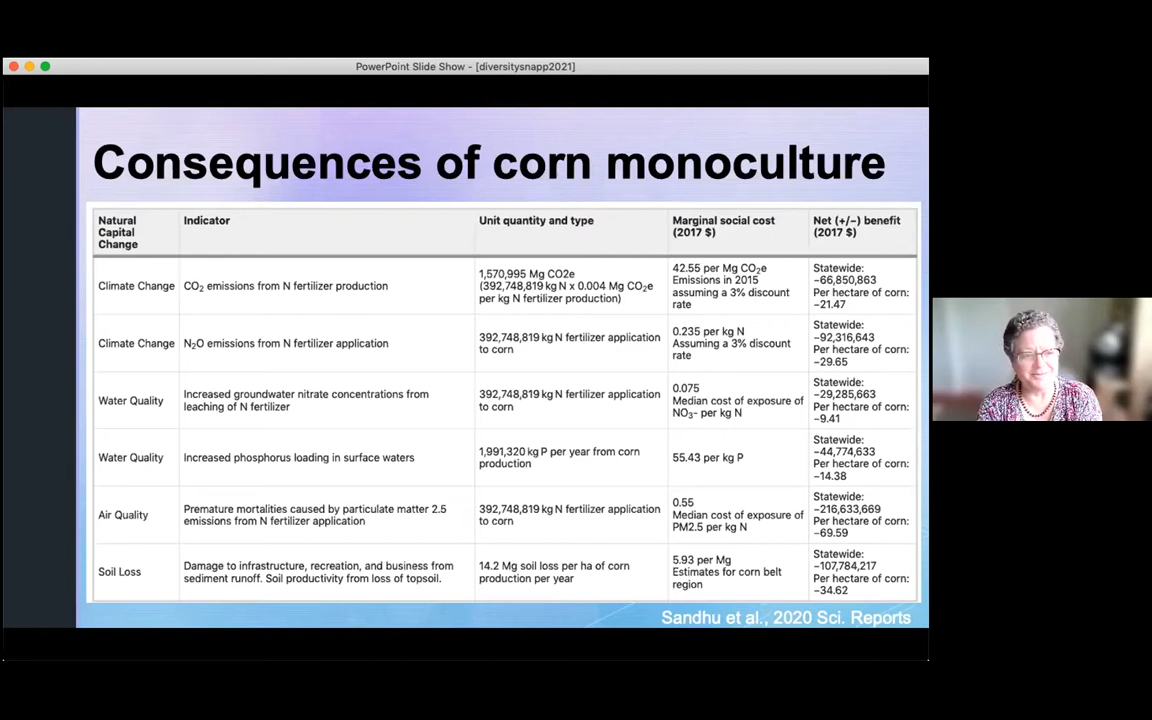 PowerPoint Slide Show - [diversitysnapp2021]
Consequences of corn monoculture
Natural
Capital
Change
Indicator
Unit quantity and type
Marginal social cost
(2017 $)
Net (+/−) benefit
(2017 $)
Climate Change
CO2 emissions from N fertilizer production
1,570,995 Mg CO2e
(392,748,819 kg N x 0.004 Mg CO2e
per kg N fertilizer production)
42.55 per Mg CO2e
Emissions in 2015
assuming a 3% discount
rate
Statewide:
−66,850,863
Per hectare of corn:
−21.47
Climate Change
N2O emissions from N fertilizer application
392,748,819 kg N fertilizer application
to corn
0.235 per kg N
Assuming a 3% discount
rate
Statewide:
−92,316,643
Per hectare of corn:
−29.65
Water Quality
Increased groundwater nitrate concentrations from
leaching of N fertilizer
392,748,819 kg N fertilizer application
to corn
0.075
Median cost of exposure of
NO3- per kg N
Statewide:
−29,285,663
Per hectare of corn:
−9.41
Water Quality
Increased phosphorus loading in surface waters
1,991,320 kg P per year from corn
production
55.43 per kg P
Statewide:
−44,774,633
Per hectare of corn:
−14.38
Air Quality
Premature mortalities caused by particulate matter 2.5
emissions from N fertilizer application
392,748,819 kg N fertilizer application
to corn
0.55
Median cost of exposure of
PM2.5 per kg N
Statewide:
−216,633,669
Per hectare of corn:
−69.59
Soil Loss
Damage to infrastructure, recreation, and business from
sediment runoff. Soil productivity from loss of topsoil.
14.2 Mg soil loss per ha of corn
production per year
5.93 per Mg
Estimates for corn belt
region
Statewide:
−107,784,217
Per hectare of corn:
−34.62
Sandhu et al., 2020 Sci. Reports